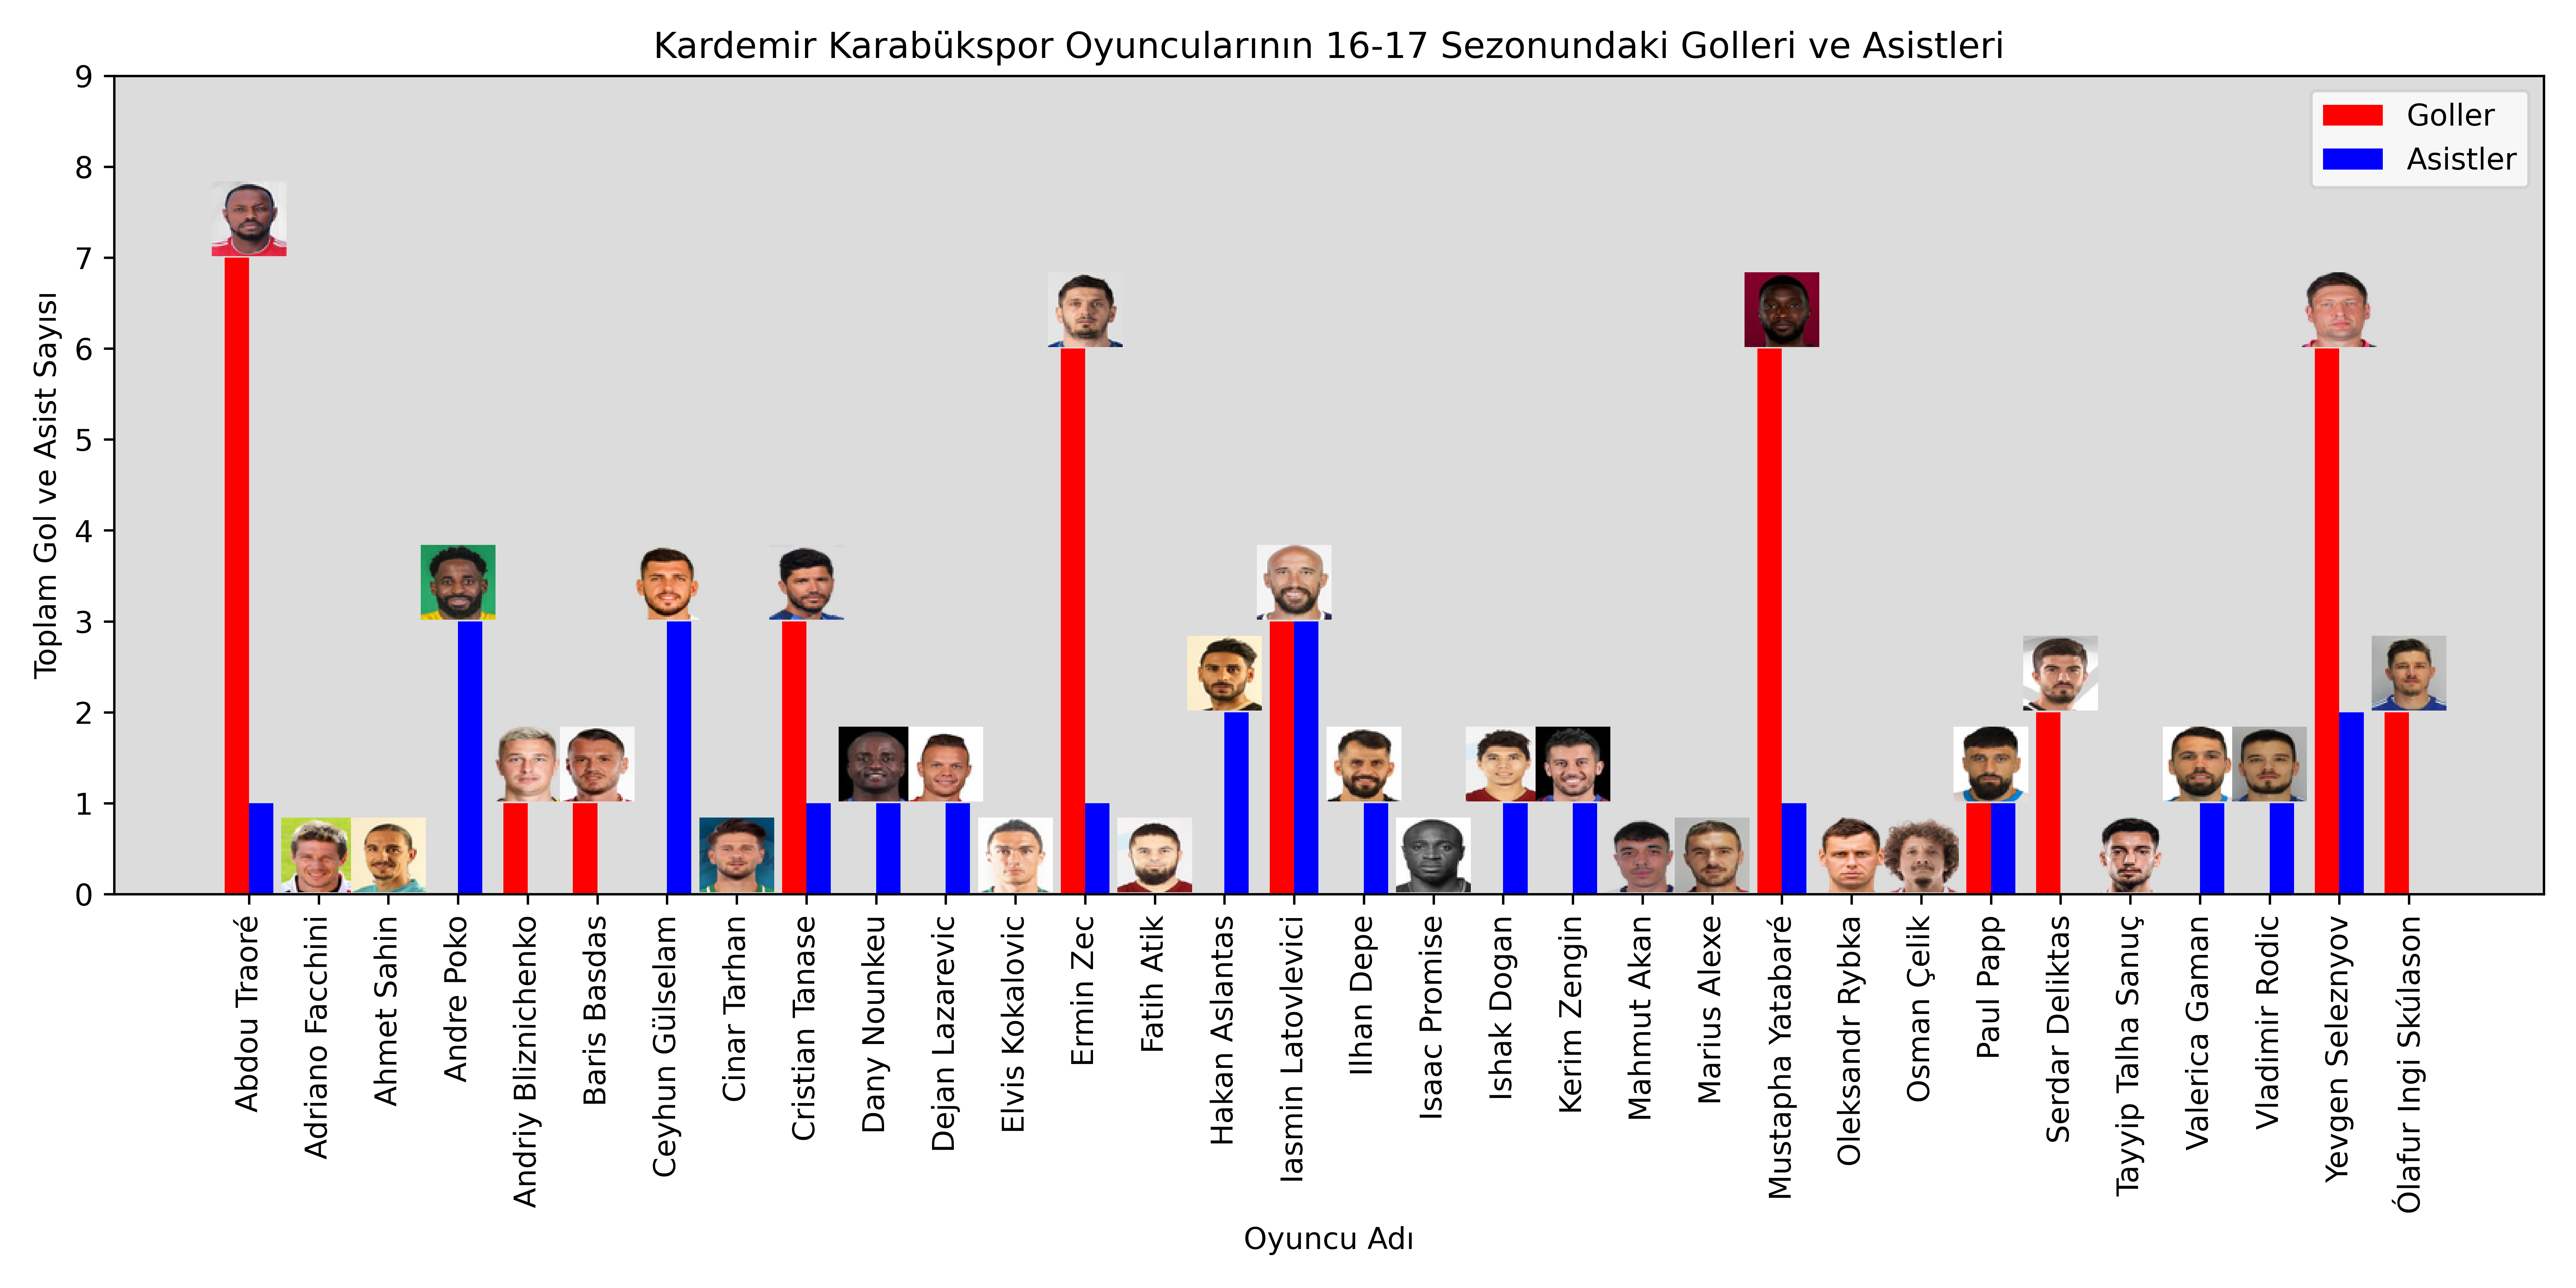 Kardemir Karabükspor Oyuncularının 16-17 Sezonundaki Golleri ve Asistleri
9
8
7
6
5
4
3
2
1
0
Toplam Gol ve Asist Sayısı
Goller
Asistler
Abdou Traoré
Adriano Facchini
Ahmet Sahin
Andre Poko
Andriy Bliznichenko
Baris Basdas
Ceyhun Gülselam
Cinar Tarhan
Cristian Tanase
Dany Nounkeu
Dejan Lazarevic
Elvis Kokalovic
Ermin Zec
Fatih Atik
Hakan Aslantas
Iasmin Latovlevici
Ilhan Depe
Isaac Promise
Ishak Dogan
Kerim Zengin
Mahmut Akan
Marius Alexe
Mustapha Yatabaré
Oleksandr Rybka
Osman Çelik
Paul Papp
Serdar Deliktas
Tayyip Talha Sanuç
Valerica Gaman
Vladimir Rodic
Yevgen Seleznyov
Ólafur Ingi Skúlason
Oyuncu Adı